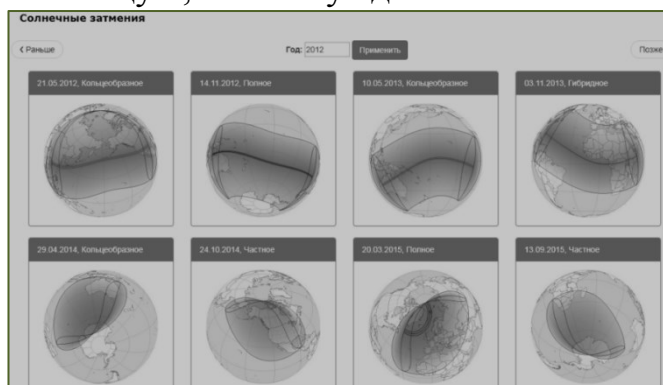 Солнечные затмения
Раньше
Год: 2012 Применить
Позже
21.05.2012, Кольцеобразное
14.11.2012, Полное
10.05.2013, Кольцеобразное
03.11.2013, Гибридное
29.04.2014, Кольцеобразное
24.10.2014, Частное
20.03.2015, Полное
13.09.2015, Частное